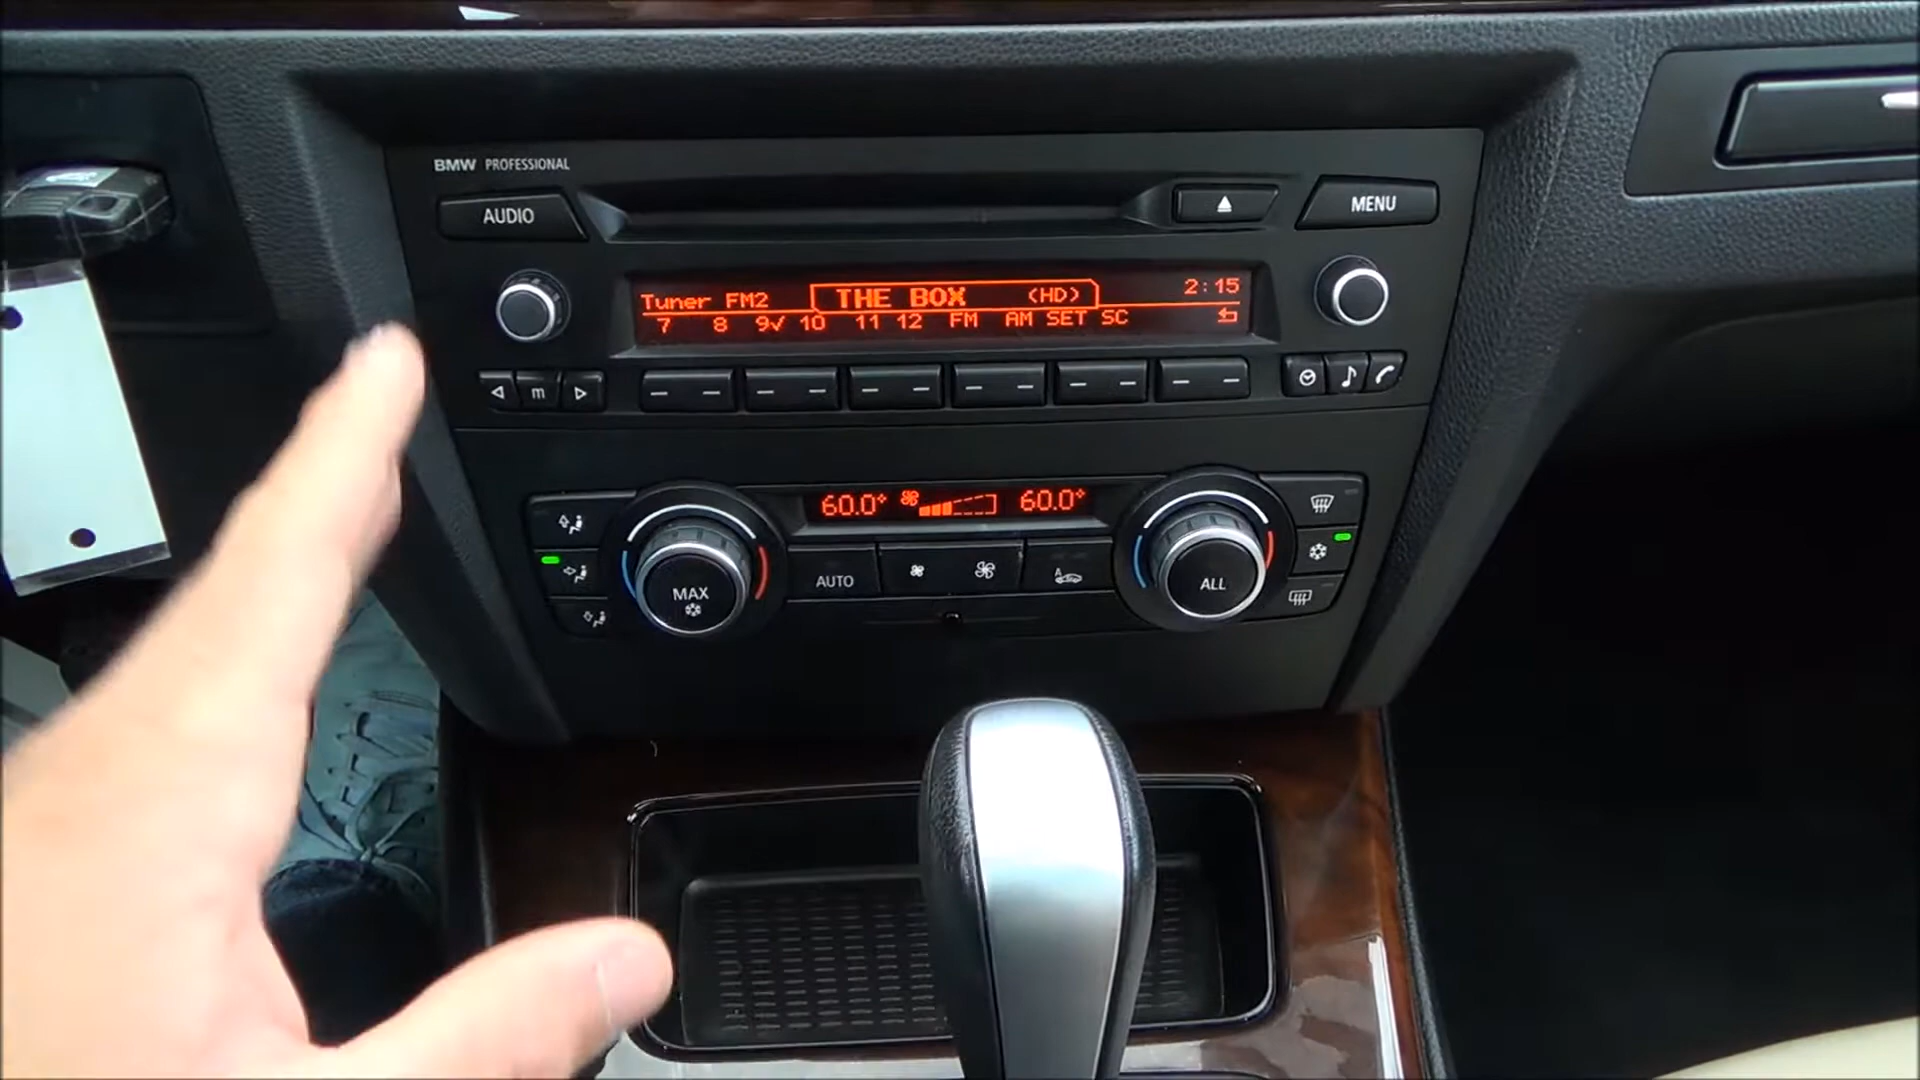 BMW PROFESSIONAL
AUDIO
MENU
Tuner FM2 THE BOX (HD) 2:15
7 8 9✓ 10 11 12 FM AM SET SC
m
60.0° 60.0°
MAX
AUTO
A
ALL